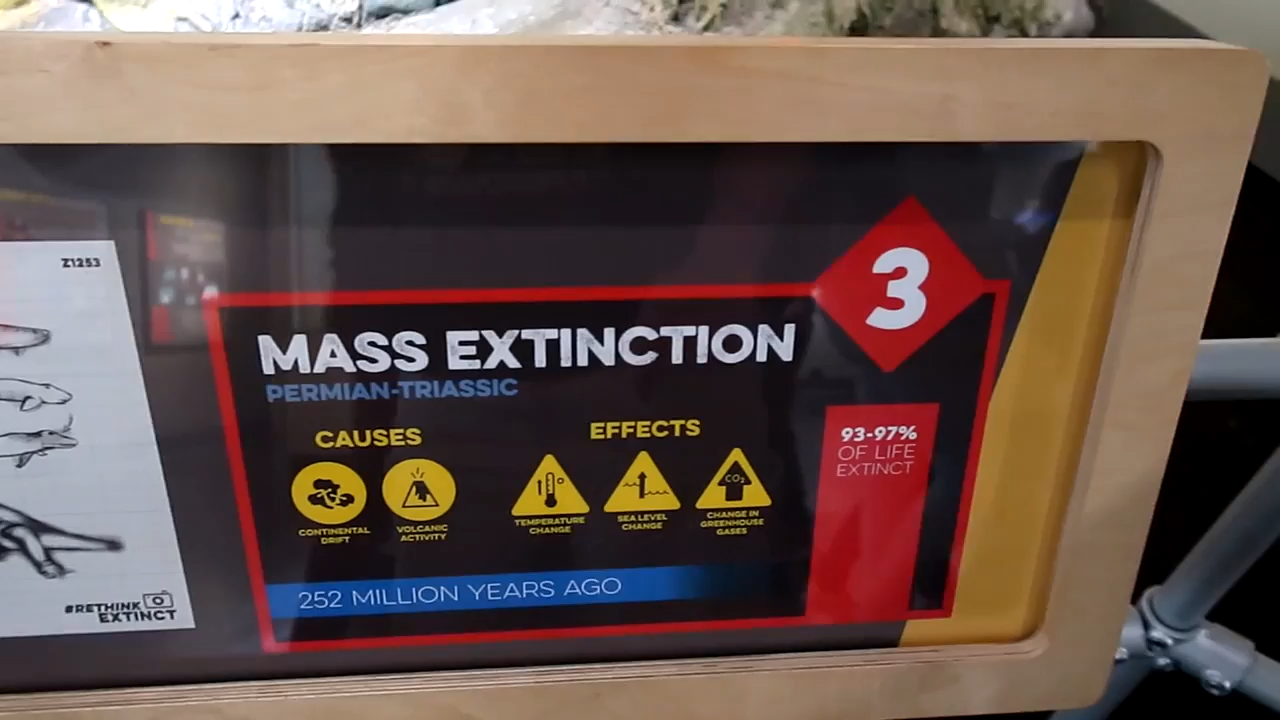 Z1253
#RETHINK
EXTINCT
3
MASS EXTINCTION
PERMIAN-TRIASSIC
CAUSES
CONTINENTAL
DRIFT
VOLCANIC
ACTIVITY
EFFECTS
TEMPERATURE
CHANGE
SEA LEVEL
CHANGE
CO₂
CHANGE IN
GREENHOUSE
GASES
93-97%
OF LIFE
EXTINCT
252 MILLION YEARS AGO